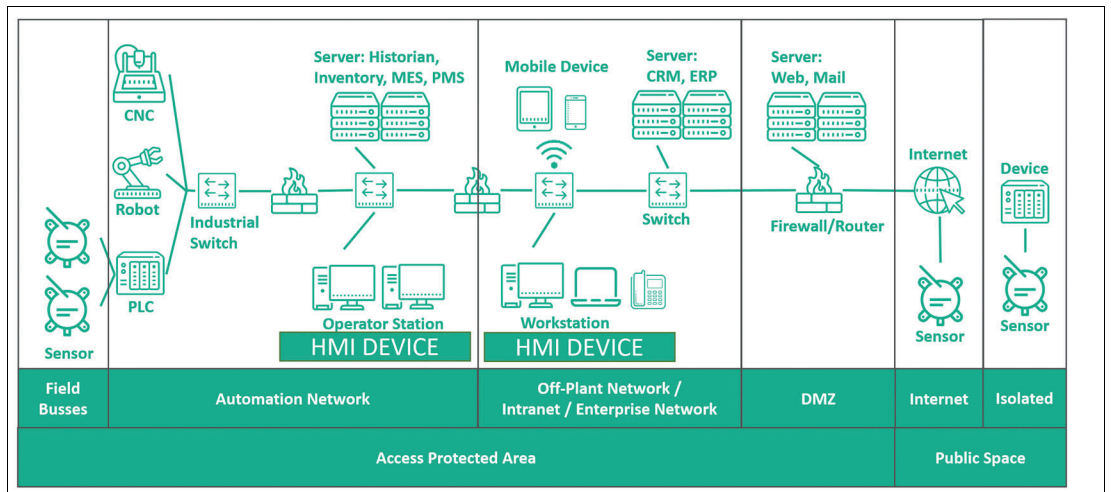 Server: Historian,
Inventory, MES, PMS
Mobile Device
Server:
CRM, ERP
Server:
Web, Mail
CNC
Internet
Device
Robot
Industrial
Switch
Switch
Firewall/Router
PLC
Sensor
Operator Station
HMI DEVICE
Workstation
HMI DEVICE
Sensor
Sensor
Field
Busses
Automation Network
Off-Plant Network /
Intranet / Enterprise Network
DMZ
Internet
Isolated
Access Protected Area
Public Space